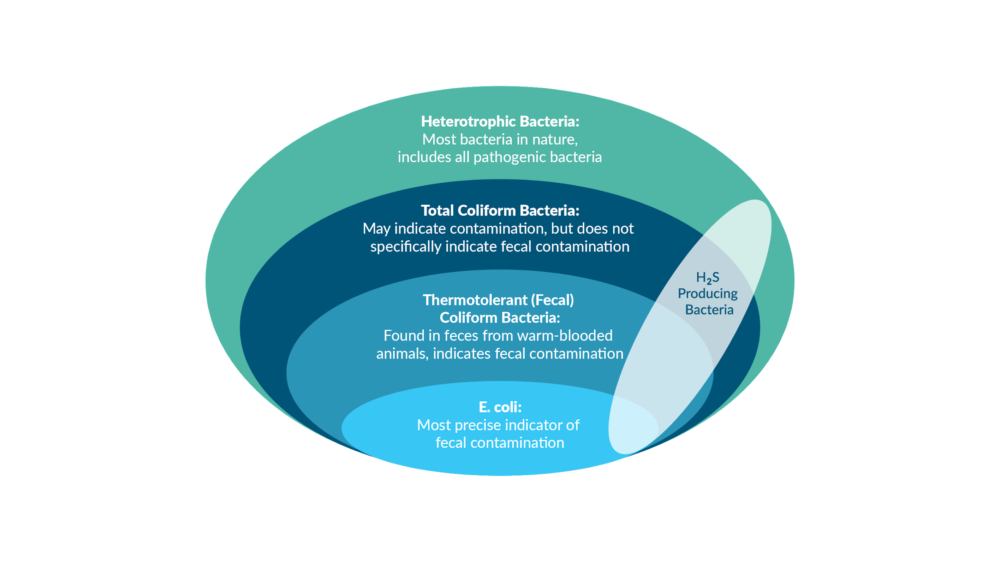 Heterotrophic Bacteria:
Most bacteria in nature,
includes all pathogenic bacteria
Total Coliform Bacteria:
May indicate contamination, but does not
specifically indicate fecal contamination
H₂S
Producing
Bacteria
Thermotolerant (Fecal)
Coliform Bacteria:
Found in feces from warm-blooded
animals, indicates fecal contamination
E. coli:
Most precise indicator of
fecal contamination